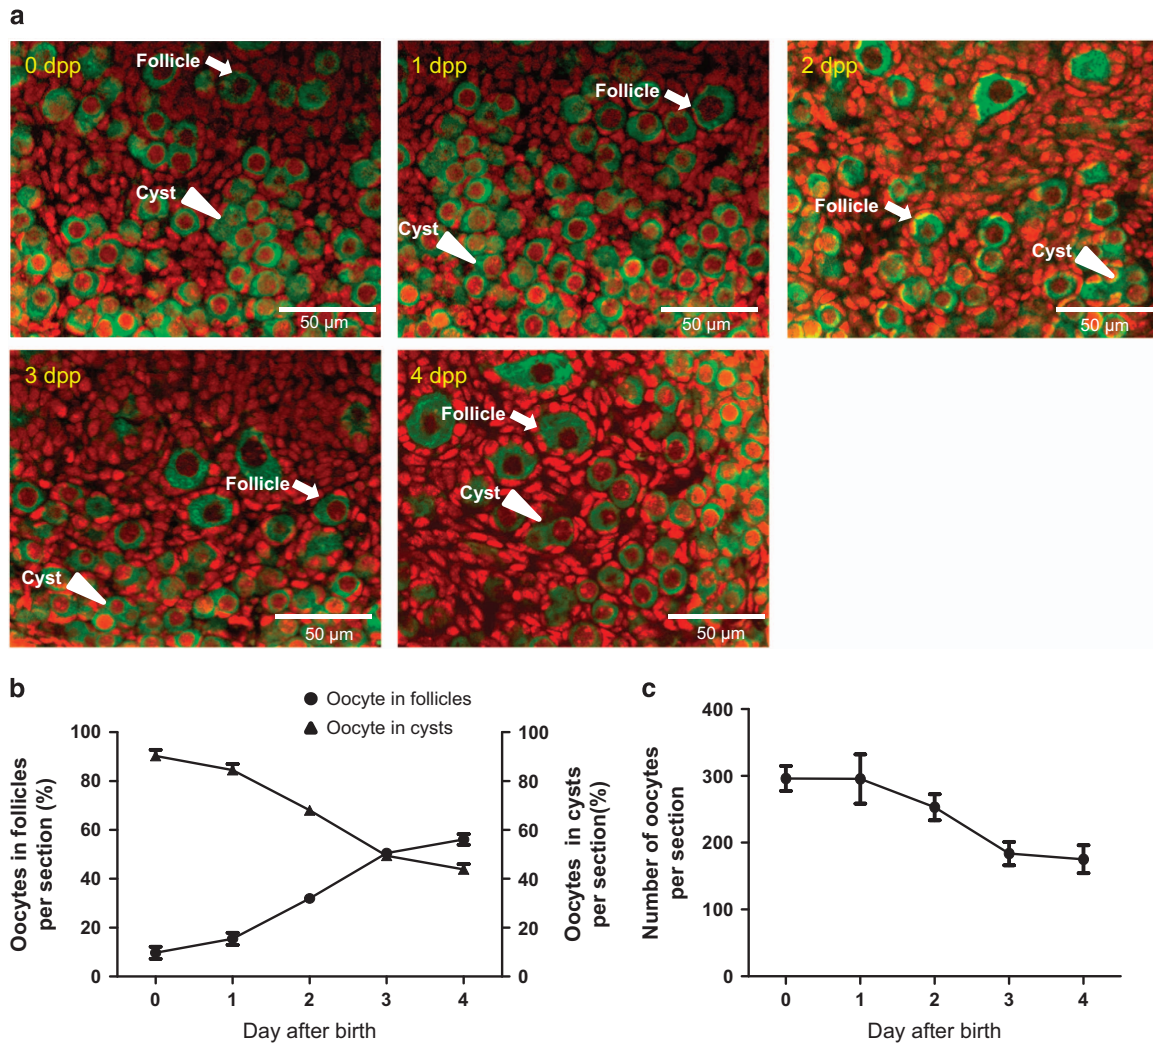 a
0 dpp
Follicle
Cyst
50 µm
1 dpp
Follicle
Cyst
50 µm
2 dpp
Follicle
Cyst
50 µm
3 dpp
Follicle
Cyst
50 µm
4 dpp
Follicle
Cyst
50 µm
b
Oocyte in follicles
Oocyte in cysts
Oocytes in follicles
per section (%)
100
80
60
40
20
0
100
80
60
40
20
0
Oocytes in cysts
per section(%)
0 1 2 3 4
Day after birth
c
Number of oocytes
per section
400
300
200
100
0
0 1 2 3 4
Day after birth